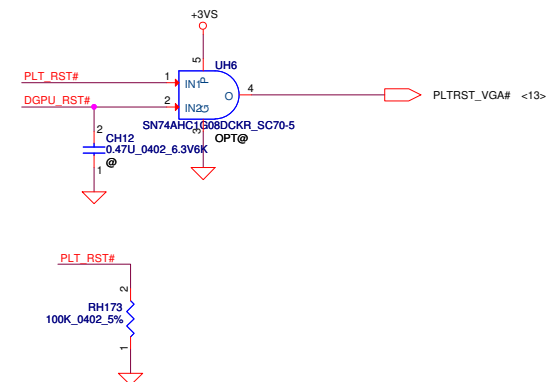 +3VS
5
UH6
PLT_RST#
1
IN1
P
4
O
PLTRST_VGA# <13>
DGPU_RST#
2
IN2
G
3
SN74AHC1G08DCKR_SC70-5
OPT@
2
CH12
0.47U_0402_6.3V6K
1
@
PLT_RST#
2
RH173
100K_0402_5%
1